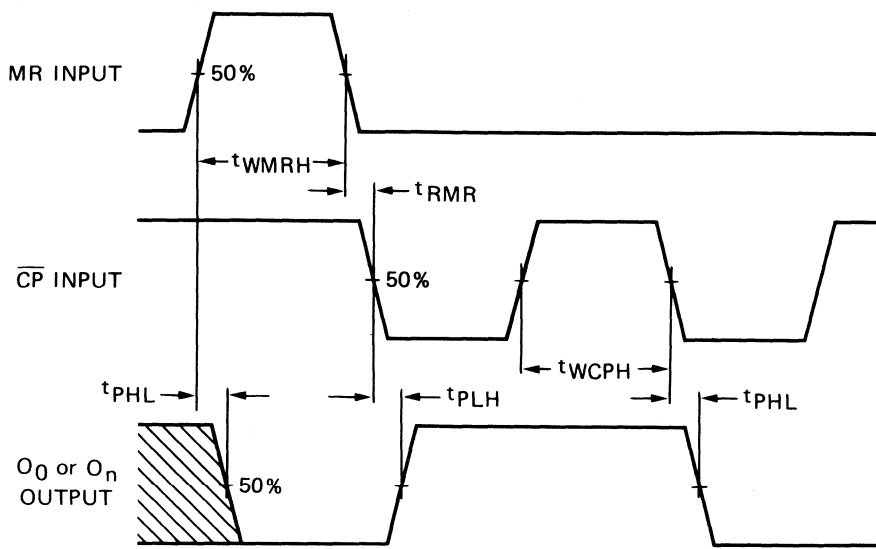 MR INPUT
50%
tWMRH
tRMR
CP INPUT
50%
tWCPH
tPHL
tPLH
tPHL
O0 or On
OUTPUT
50%